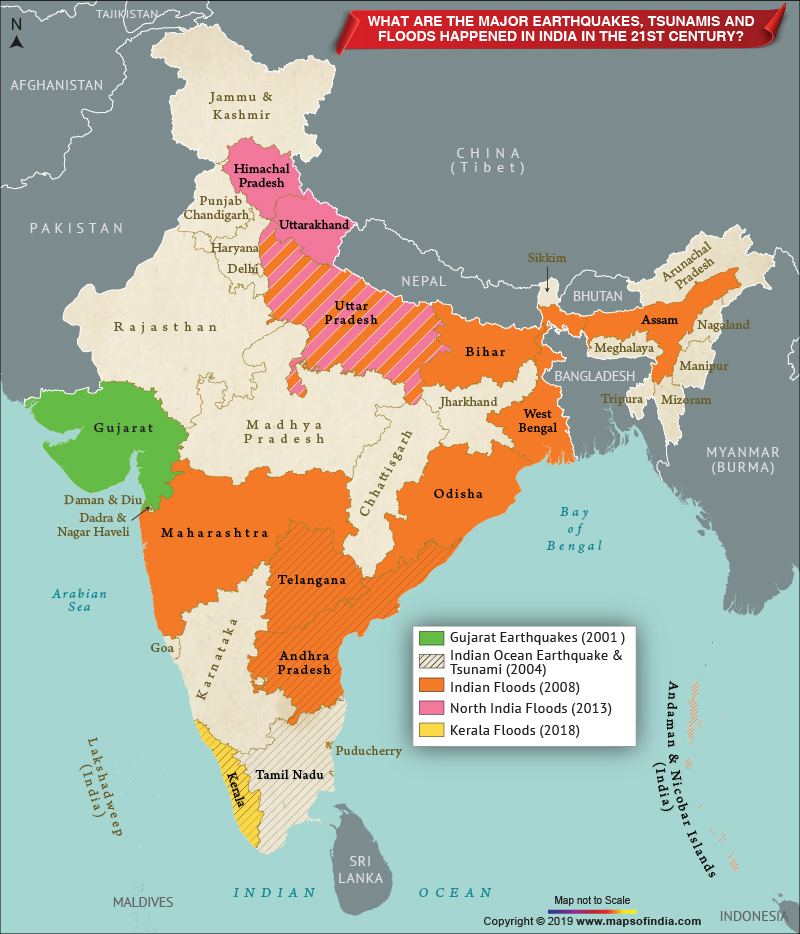 WHAT ARE THE MAJOR EARTHQUAKES, TSUNAMIS AND
FLOODS HAPPENED IN INDIA IN THE 21ST CENTURY?
N
TAJIKISTAN
AFGHANISTAN
Jammu &
Kashmir
CHINA
(Tibet)
Himachal
Pradesh
PAKISTAN
Punjab
Chandigarh
Uttarakhand
Haryana
Delhi
NEPAL
Sikkim
BHUTAN
Arunachal
Pradesh
Rajasthan
Uttar
Pradesh
Bihar
Assam
Nagaland
Meghalaya
Manipur
BANGLADESH
Tripura
Mizoram
Gujarat
Madhya
Pradesh
Jharkhand
West
Bengal
Chhattisgarh
MYANMAR
(BURMA)
Daman & Diu
Dadra &
Nagar Haveli
Maharashtra
Odisha
Bay
of
Bengal
Arabian
Sea
Telangana
Goa
Karnataka
Andhra
Pradesh
Gujarat Earthquakes (2001 )
Indian Ocean Earthquake &
Tsunami (2004)
Indian Floods (2008)
North India Floods (2013)
Kerala Floods (2018)
Puducherry
Kerala
Tamil Nadu
Lakshadweep
(India)
Andaman & Nicobar Islands
(India)
SRI
LANKA
MALDIVES
INDIAN OCEAN
Map not to Scale
Copyright © 2019 www.mapsofindia.com
INDONESIA